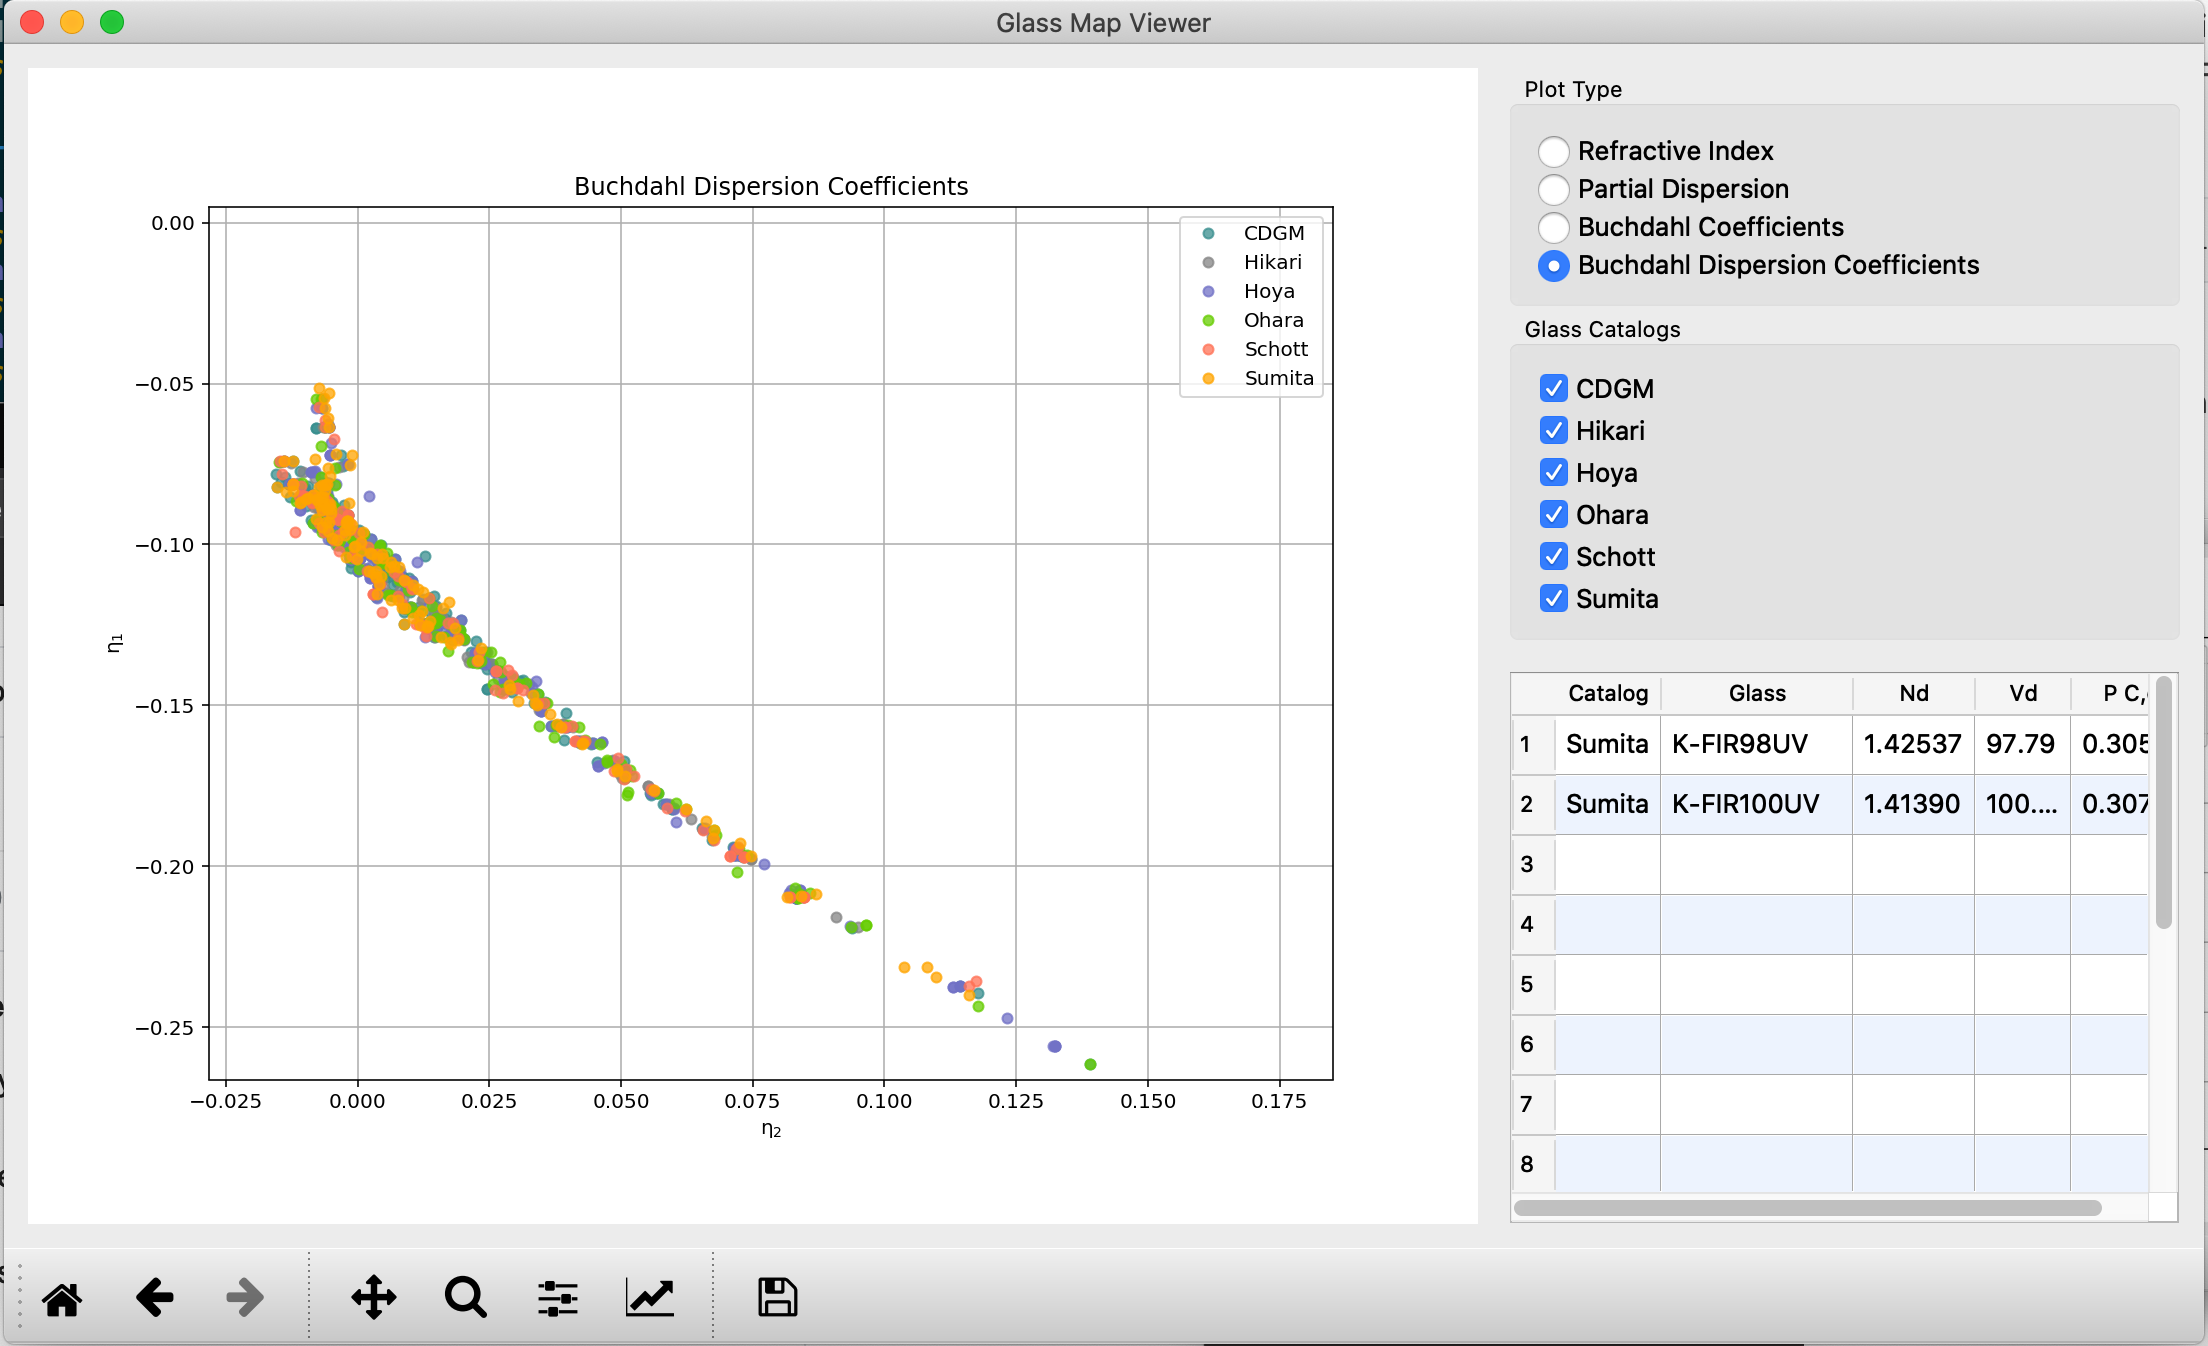 Glass Map Viewer
Buchdahl Dispersion Coefficients
0.00
−0.05
−0.10
−0.15
−0.20
−0.25
η₁
−0.025 0.000 0.025 0.050 0.075 0.100 0.125 0.150 0.175
η₂
CDGM
Hikari
Hoya
Ohara
Schott
Sumita
Plot Type
Refractive Index
Partial Dispersion
Buchdahl Coefficients
Buchdahl Dispersion Coefficients
Glass Catalogs
CDGM
Hikari
Hoya
Ohara
Schott
Sumita
Catalog Glass Nd Vd P C,
1 Sumita K-FIR98UV 1.42537 97.79 0.305
2 Sumita K-FIR100UV 1.41390 100.... 0.307
3
4
5
6
7
8